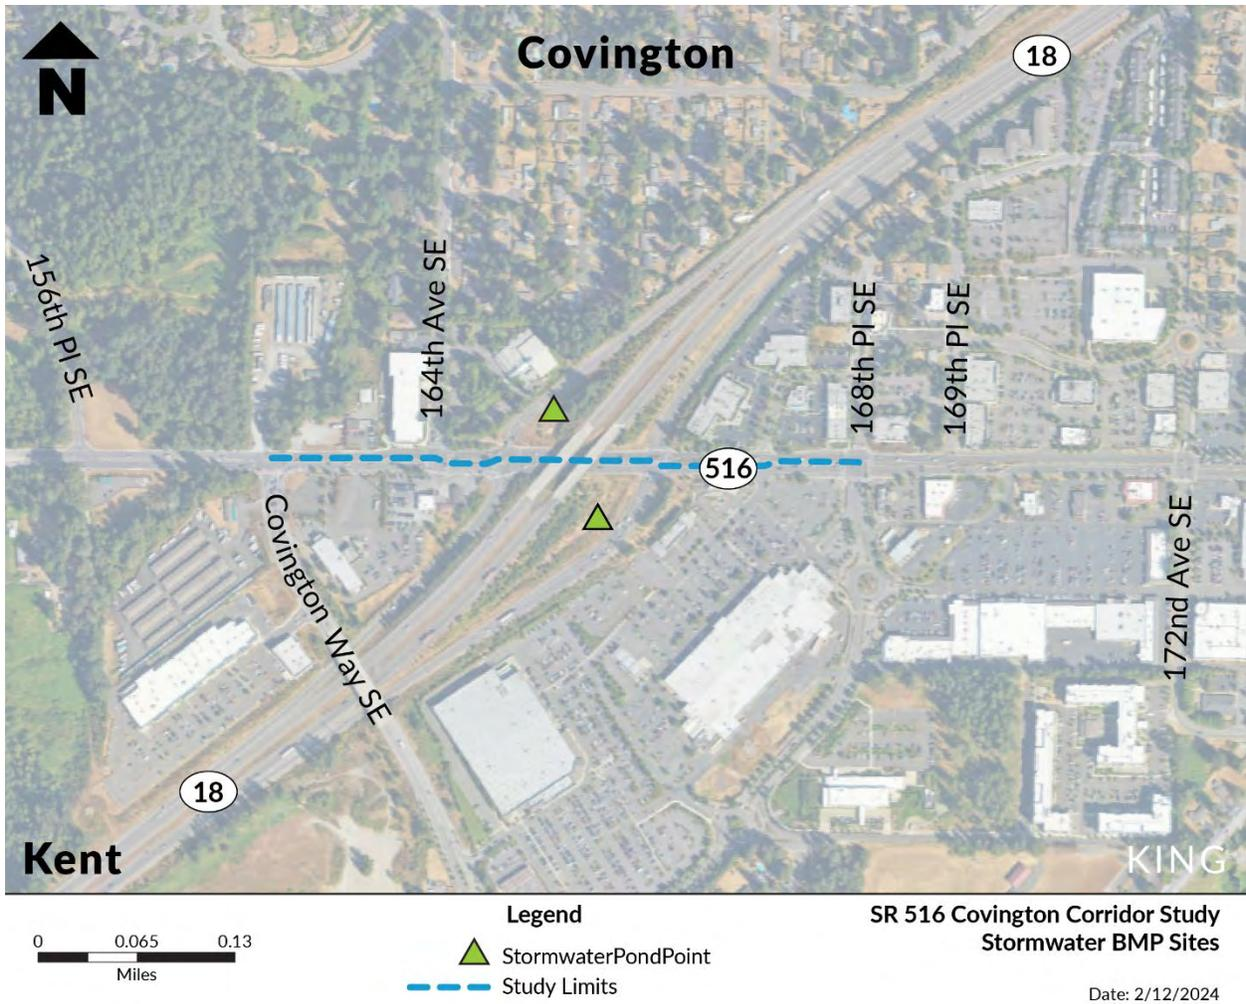 N
Covington
18
156th Pl SE
164th Ave SE
168th Pl SE
169th Pl SE
516
Covington Way SE
172nd Ave SE
18
Kent
KING
0 0.065 0.13
Miles
Legend
StormwaterPondPoint
Study Limits
SR 516 Covington Corridor Study
Stormwater BMP Sites
Date: 2/12/2024